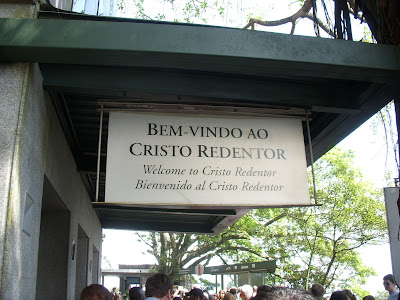 BEM-VINDO AO
CRISTO REDENTOR
Welcome to Cristo Redentor
Bienvenido al Cristo Redentor